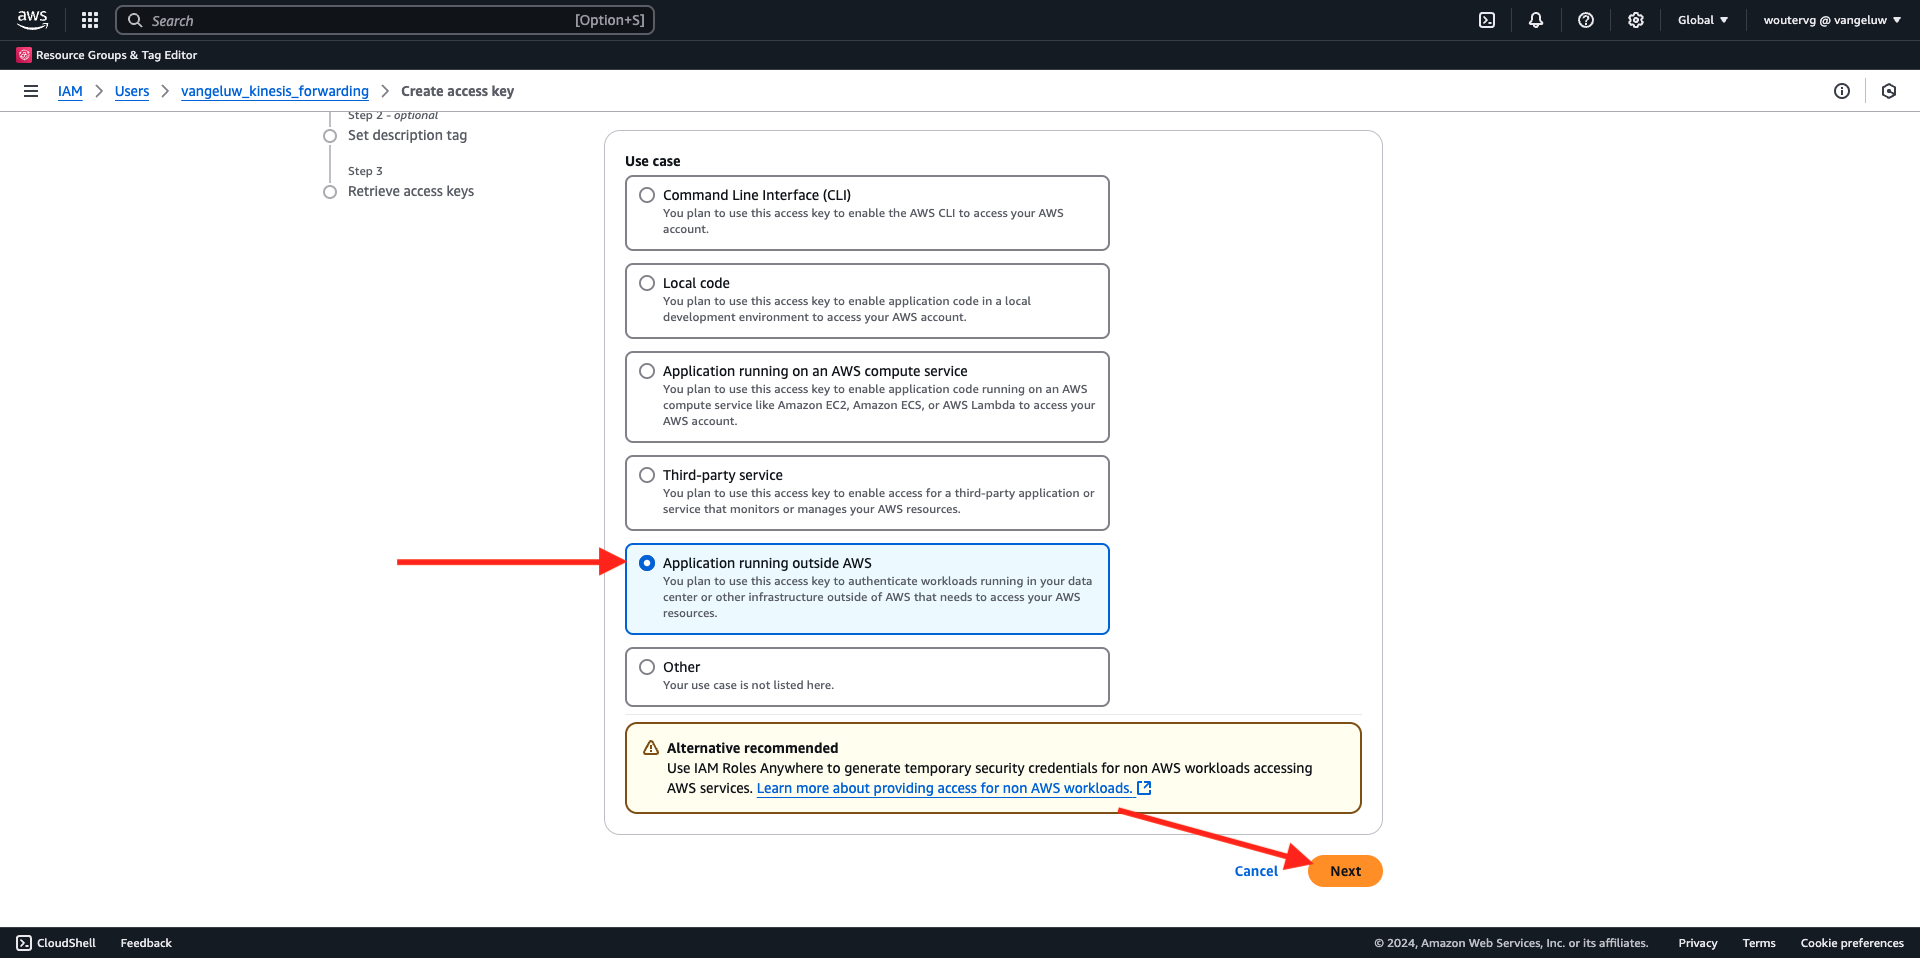 aws
Search [Option+S]
Global
woutervg @ vangeluw
Resource Groups & Tag Editor
IAM
Users
vangeluw_kinesis_forwarding
Create access key
Step 2 - optional
Set description tag
Step 3
Retrieve access keys
Use case
Command Line Interface (CLI)
You plan to use this access key to enable the AWS CLI to access your AWS
account.
Local code
You plan to use this access key to enable application code in a local
development environment to access your AWS account.
Application running on an AWS compute service
You plan to use this access key to enable application code running on an AWS
compute service like Amazon EC2, Amazon ECS, or AWS Lambda to access your
AWS account.
Third-party service
You plan to use this access key to enable access for a third-party application or
service that monitors or manages your AWS resources.
Application running outside AWS
You plan to use this access key to authenticate workloads running in your data
center or other infrastructure outside of AWS that needs to access your AWS
resources.
Other
Your use case is not listed here.
Alternative recommended
Use IAM Roles Anywhere to generate temporary security credentials for non AWS workloads accessing
AWS services. Learn more about providing access for non AWS workloads.
Cancel
Next
CloudShell
Feedback
© 2024, Amazon Web Services, Inc. or its affiliates.
Privacy
Terms
Cookie preferences